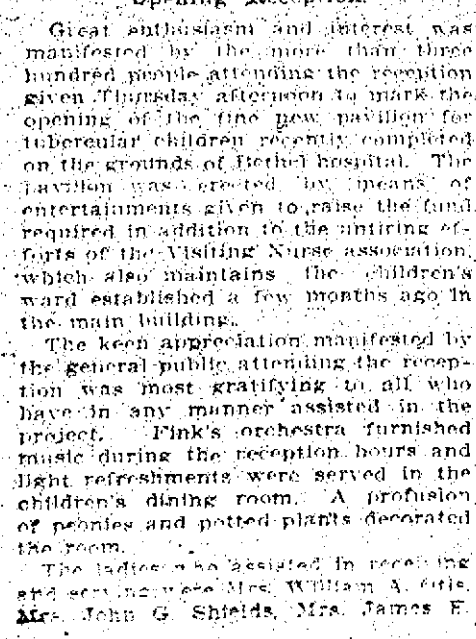 Opening Reception
Great enthusiasm and interest was
manifested by the more than three
hundred people attending the reception
given Thursday afternoon to mark the
opening of the fine new pavilion for
tubercular children recently completed
on the grounds of Bethel hospital. The
pavilion was erected by means of
entertainments given to raise the fund
required in addition to the untiring ef-
forts of the Visiting Nurse association,
which also maintains the children's
ward established a few months ago in
the main building.
The keen appreciation manifested by
the general public attending the recep-
tion was most gratifying to all who
have in any manner assisted in the
project. Fink's orchestra furnished
music during the reception hours and
light refreshments were served in the
children's dining room. A profusion
of peonies and potted plants decorated
the room.
The ladies who assisted in receiving
and serving were Mrs. William A. Otis,
Mrs. John G. Shields, Mrs. James F.